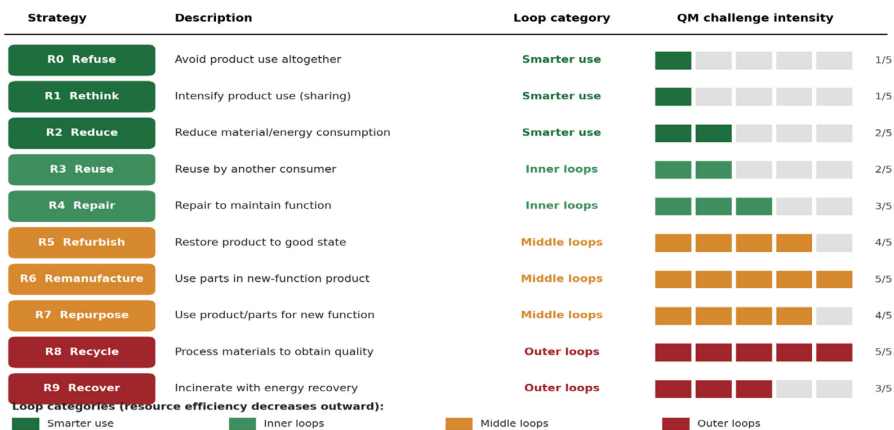 Strategy Description Loop category QM challenge intensity
R0 Refuse Avoid product use altogether Smarter use 1/5
R1 Rethink Intensify product use (sharing) Smarter use 1/5
R2 Reduce Reduce material/energy consumption Smarter use 2/5
R3 Reuse Reuse by another consumer Inner loops 2/5
R4 Repair Repair to maintain function Inner loops 3/5
R5 Refurbish Restore product to good state Middle loops 4/5
R6 Remanufacture Use parts in new-function product Middle loops 5/5
R7 Repurpose Use product/parts for new function Middle loops 4/5
R8 Recycle Process materials to obtain quality Outer loops 5/5
R9 Recover Incinerate with energy recovery Outer loops 3/5
Loop categories (resource efficiency decreases outward):
Smarter use Inner loops Middle loops Outer loops